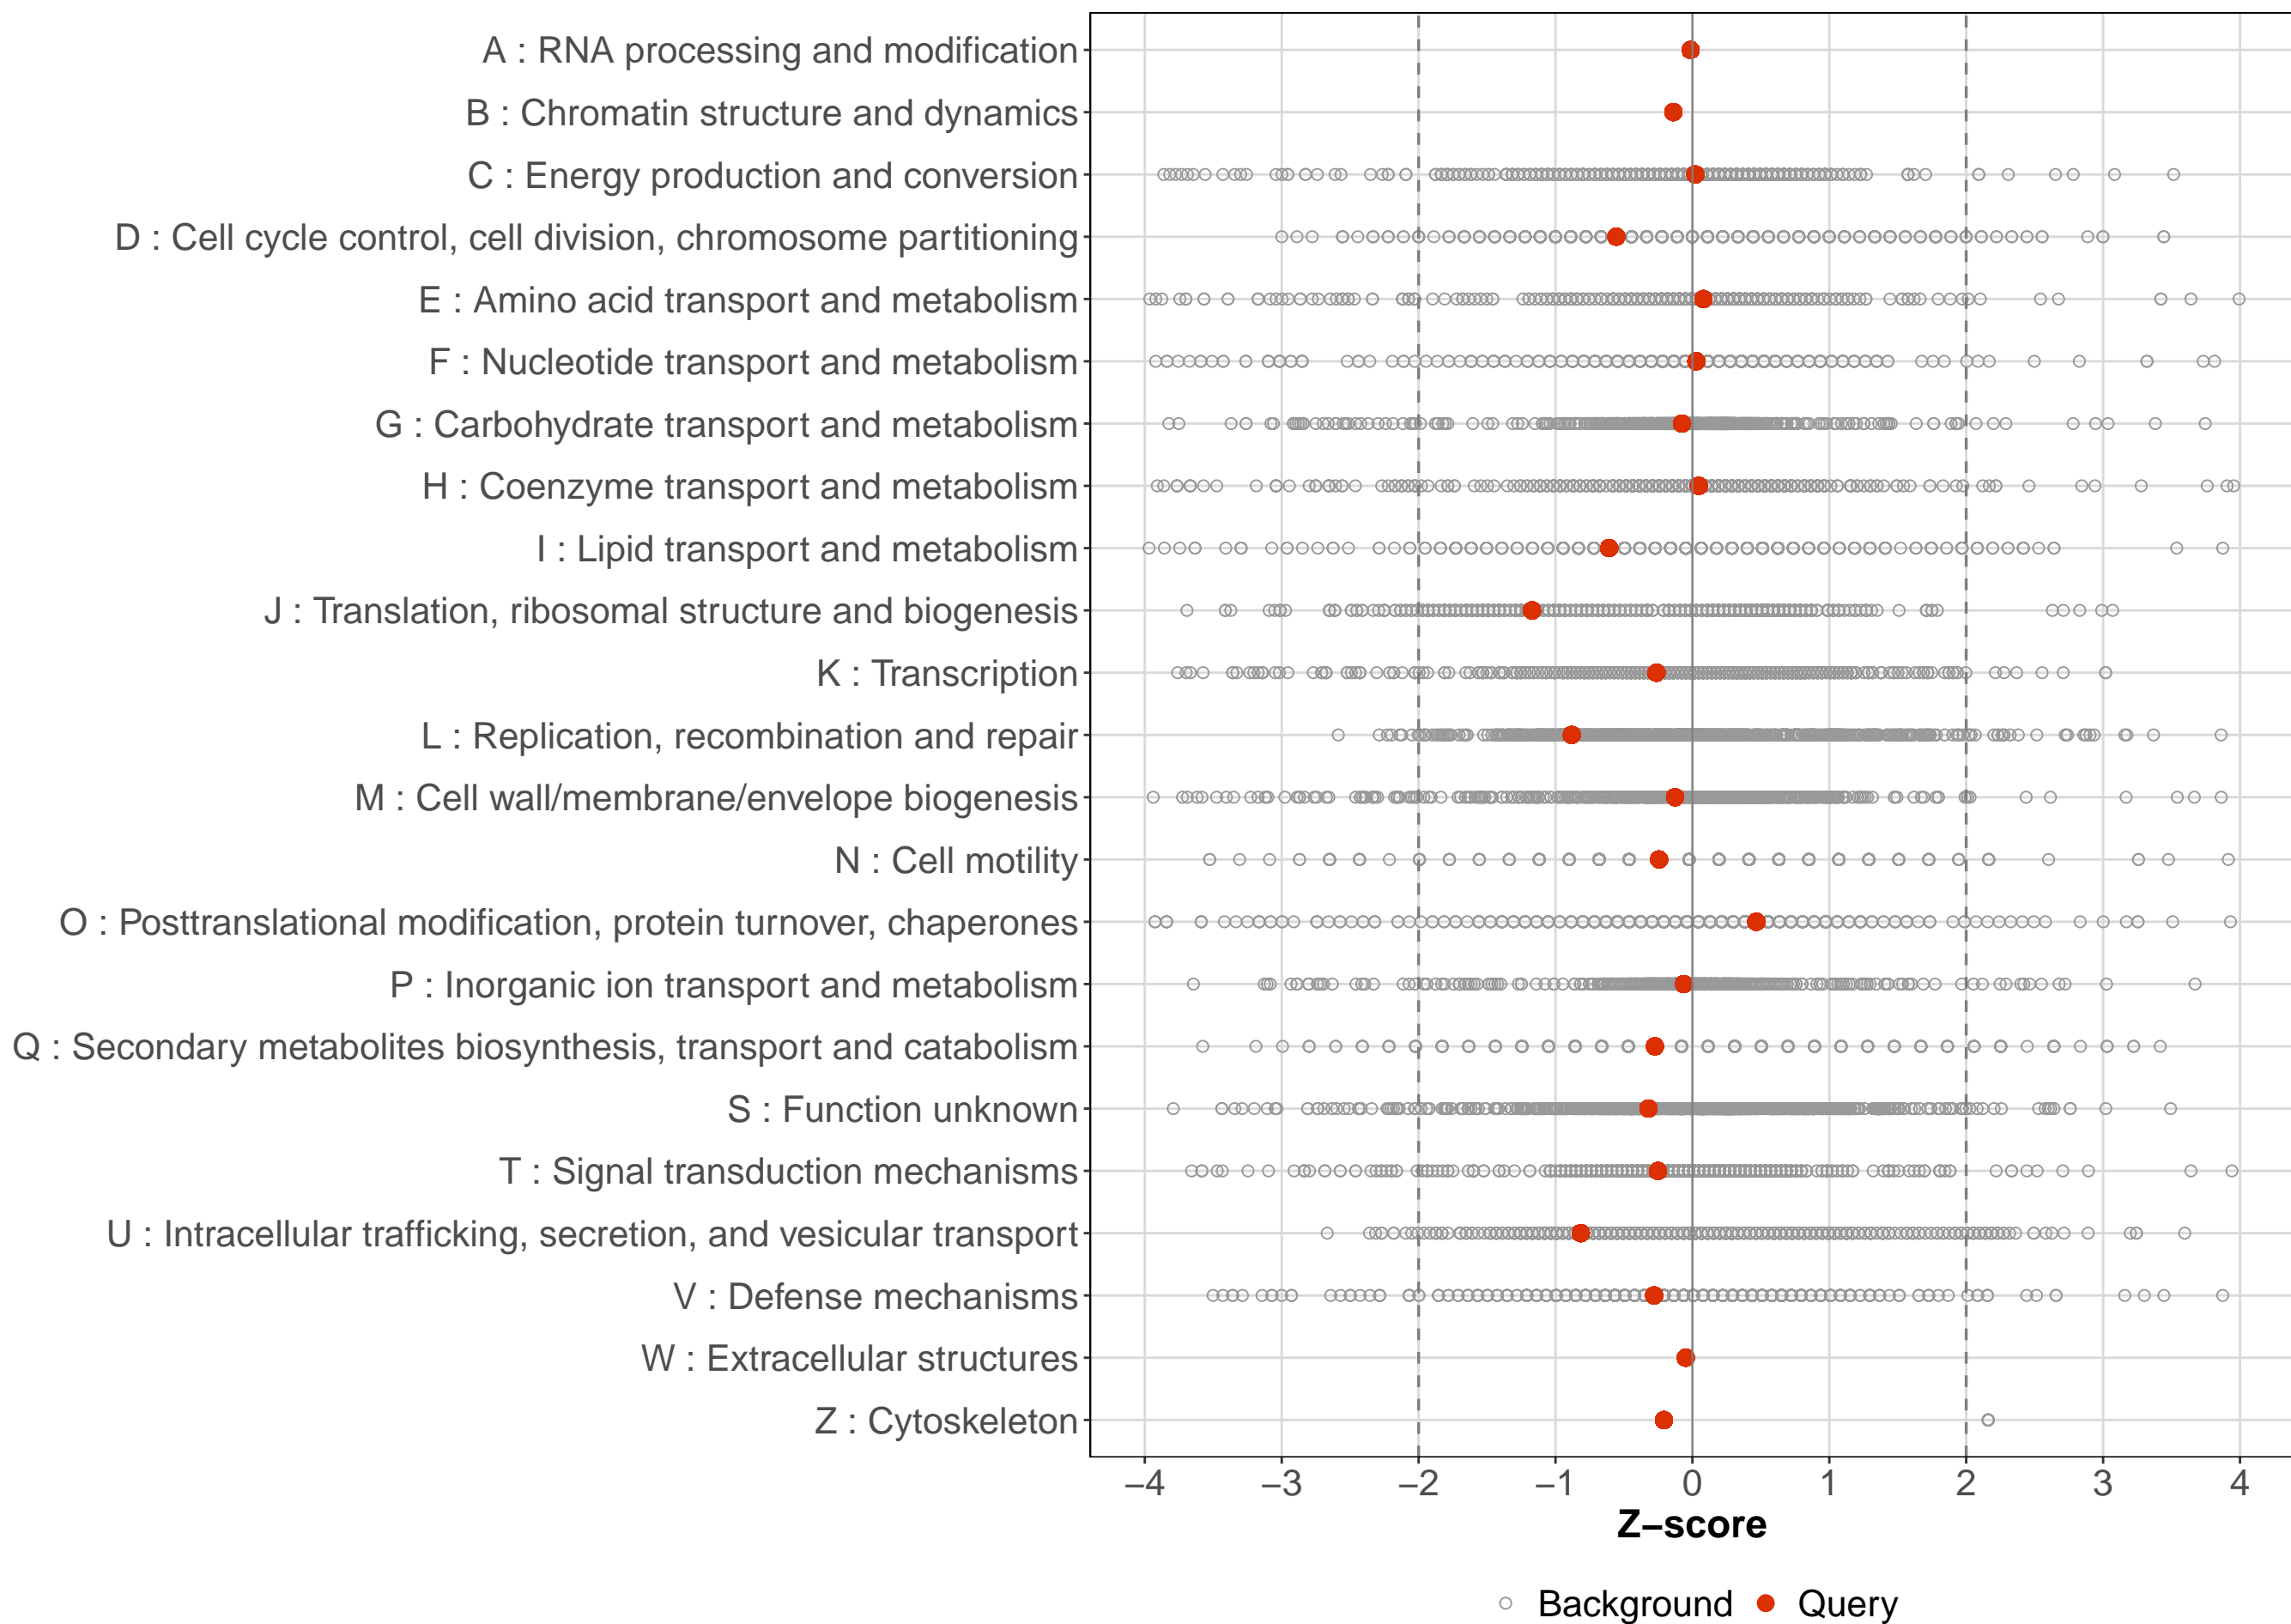 A : RNA processing and modification
B : Chromatin structure and dynamics
C : Energy production and conversion
D : Cell cycle control, cell division, chromosome partitioning
E : Amino acid transport and metabolism
F : Nucleotide transport and metabolism
G : Carbohydrate transport and metabolism
H : Coenzyme transport and metabolism
I : Lipid transport and metabolism
J : Translation, ribosomal structure and biogenesis
K : Transcription
L : Replication, recombination and repair
M : Cell wall/membrane/envelope biogenesis
N : Cell motility
O : Posttranslational modification, protein turnover, chaperones
P : Inorganic ion transport and metabolism
Q : Secondary metabolites biosynthesis, transport and catabolism
S : Function unknown
T : Signal transduction mechanisms
U : Intracellular trafficking, secretion, and vesicular transport
V : Defense mechanisms
W : Extracellular structures
Z : Cytoskeleton
−4 −3 −2 −1 0 1 2 3 4
Z−score
Background Query